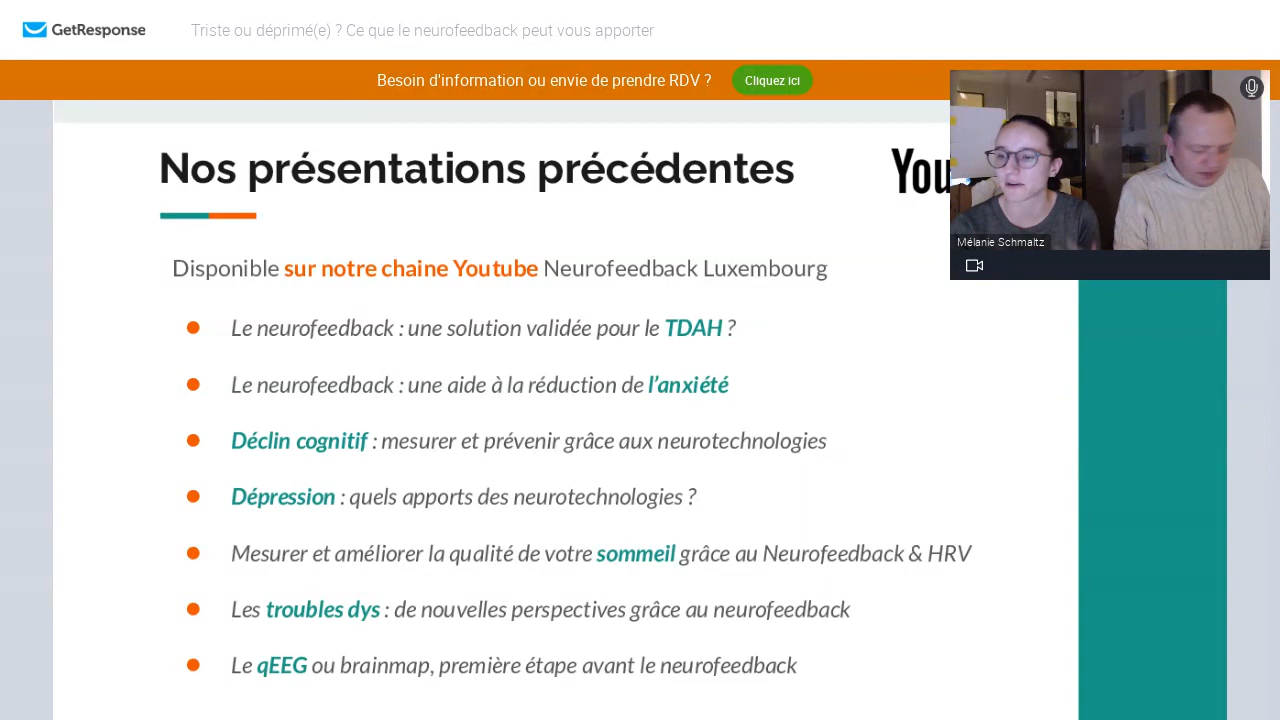 GetResponse
Triste ou déprimé(e) ? Ce que le neurofeedback peut vous apporter
Besoin d'information ou envie de prendre RDV ?
Cliquez ici
Nos présentations précédentes
You
Mélanie Schmaltz
Disponible sur notre chaine Youtube Neurofeedback Luxembourg
Le neurofeedback : une solution validée pour le TDAH ?
Le neurofeedback : une aide à la réduction de l'anxiété
Déclin cognitif : mesurer et prévenir grâce aux neurotechnologies
Dépression : quels apports des neurotechnologies ?
Mesurer et améliorer la qualité de votre sommeil grâce au Neurofeedback & HRV
Les troubles dys : de nouvelles perspectives grâce au neurofeedback
Le qEEG ou brainmap, première étape avant le neurofeedback